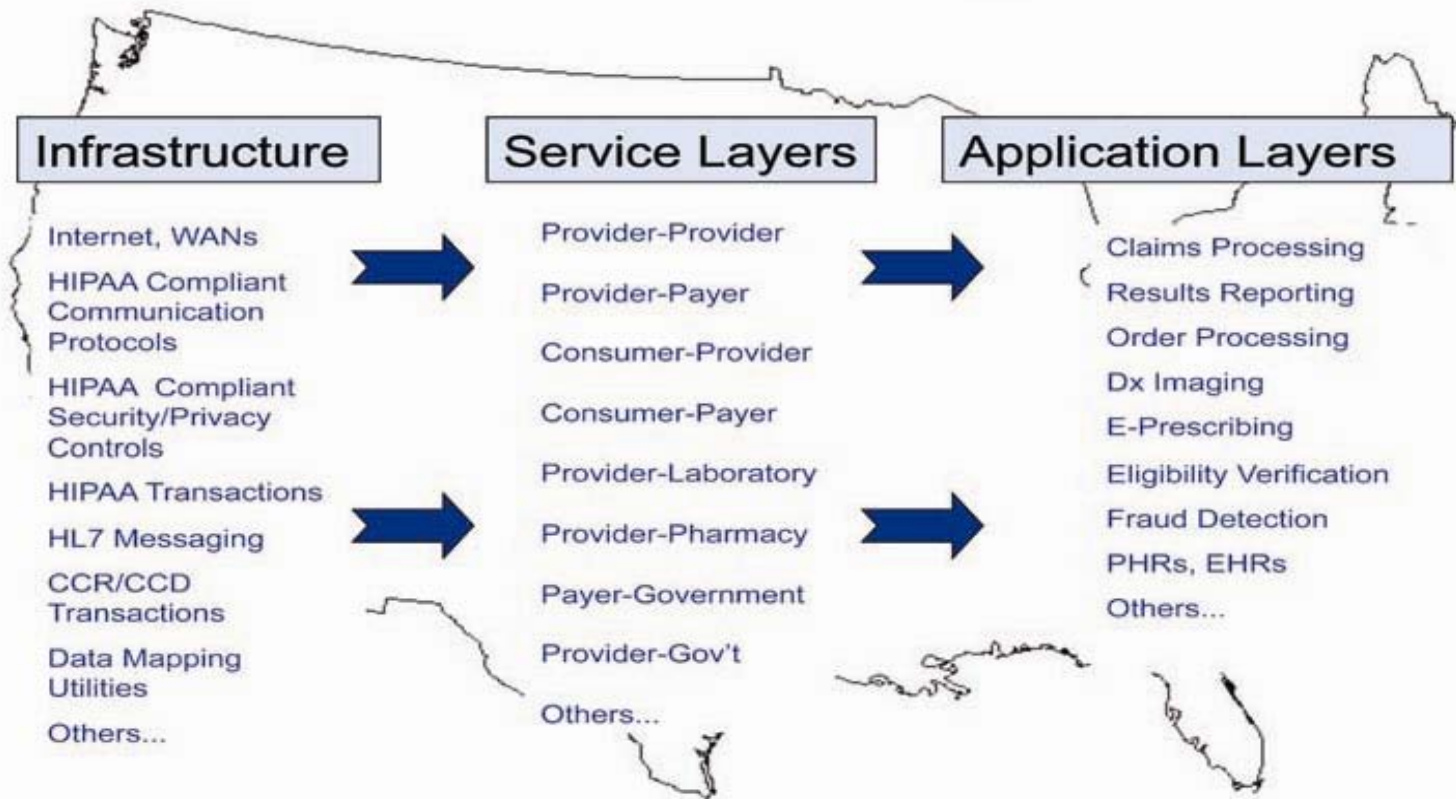 Infrastructure
Internet, WANs
HIPAA Compliant
Communication
Protocols
HIPAA Compliant
Security/Privacy
Controls
HIPAA Transactions
HL7 Messaging
CCR/CCD
Transactions
Data Mapping
Utilities
Others...
Service Layers
Provider-Provider
Provider-Payer
Consumer-Provider
Consumer-Payer
Provider-Laboratory
Provider-Pharmacy
Payer-Government
Provider-Gov't
Others...
Application Layers
Claims Processing
Results Reporting
Order Processing
Dx Imaging
E-Prescribing
Eligibility Verification
Fraud Detection
PHRs, EHRs
Others...